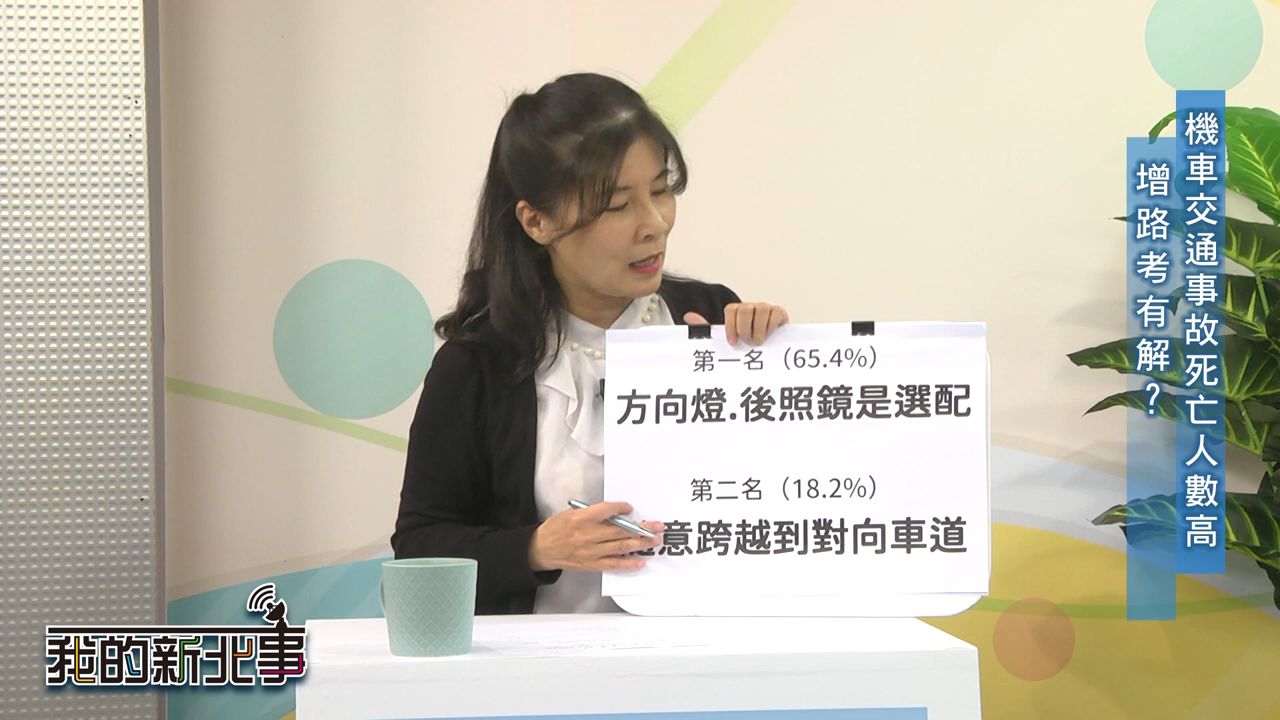 機車交通事故死亡人數高
增路考有解？
第一名（65.4%）
方向燈.後照鏡是選配
第二名（18.2%）
意跨越到對向車道
我的新北事